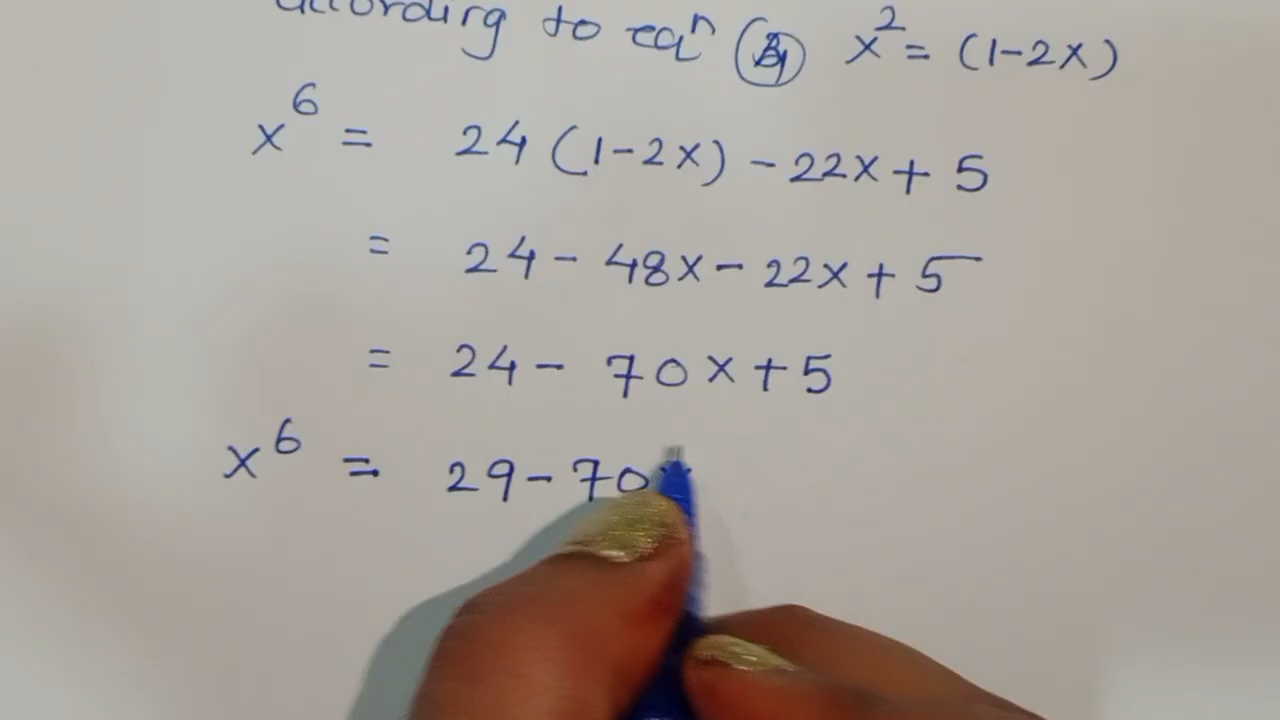 according to eqⁿ x² = (1-2x)
x⁶ = 24 (1-2x) - 22x + 5
= 24 - 48x - 22x + 5
= 24 - 70x + 5
x⁶ = 29 - 70